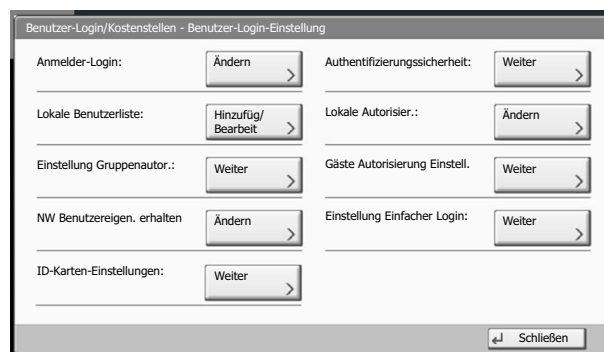 Benutzer-Login/Kostenstellen - Benutzer-Login-Einstellung
Anmelder-Login:
Ändern
Authentifizierungssicherheit:
Weiter
Lokale Benutzerliste:
Hinzufüg/
Bearbeit
Lokale Autorisier.:
Ändern
Einstellung Gruppenautor.:
Weiter
Gäste Autorisierung Einstell.
Weiter
NW Benutzereigen. erhalten
Ändern
Einstellung Einfacher Login:
Weiter
ID-Karten-Einstellungen:
Weiter
Schließen